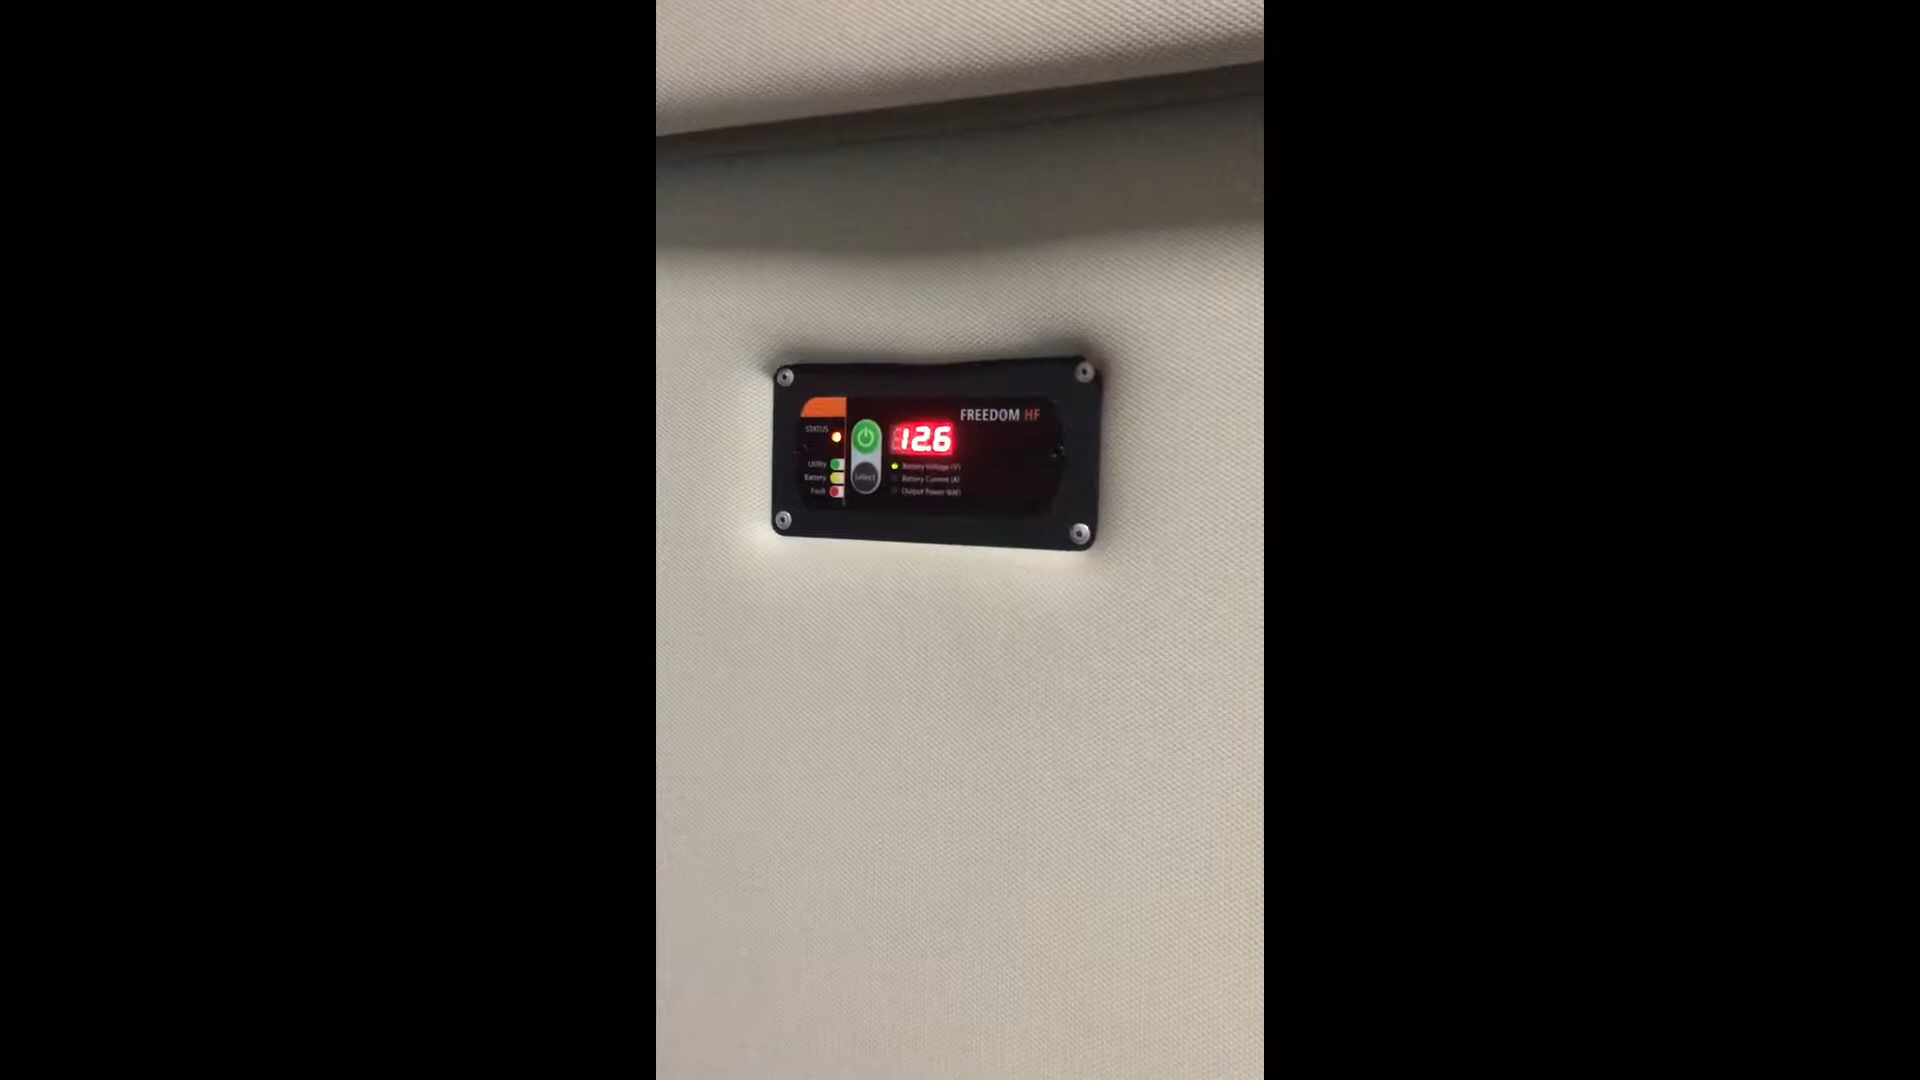 FREEDOM HF
STATUS
12.6
Utility
Battery
Fault
Select
Battery Voltage (V)
Battery Current (A)
Output Power (kW)